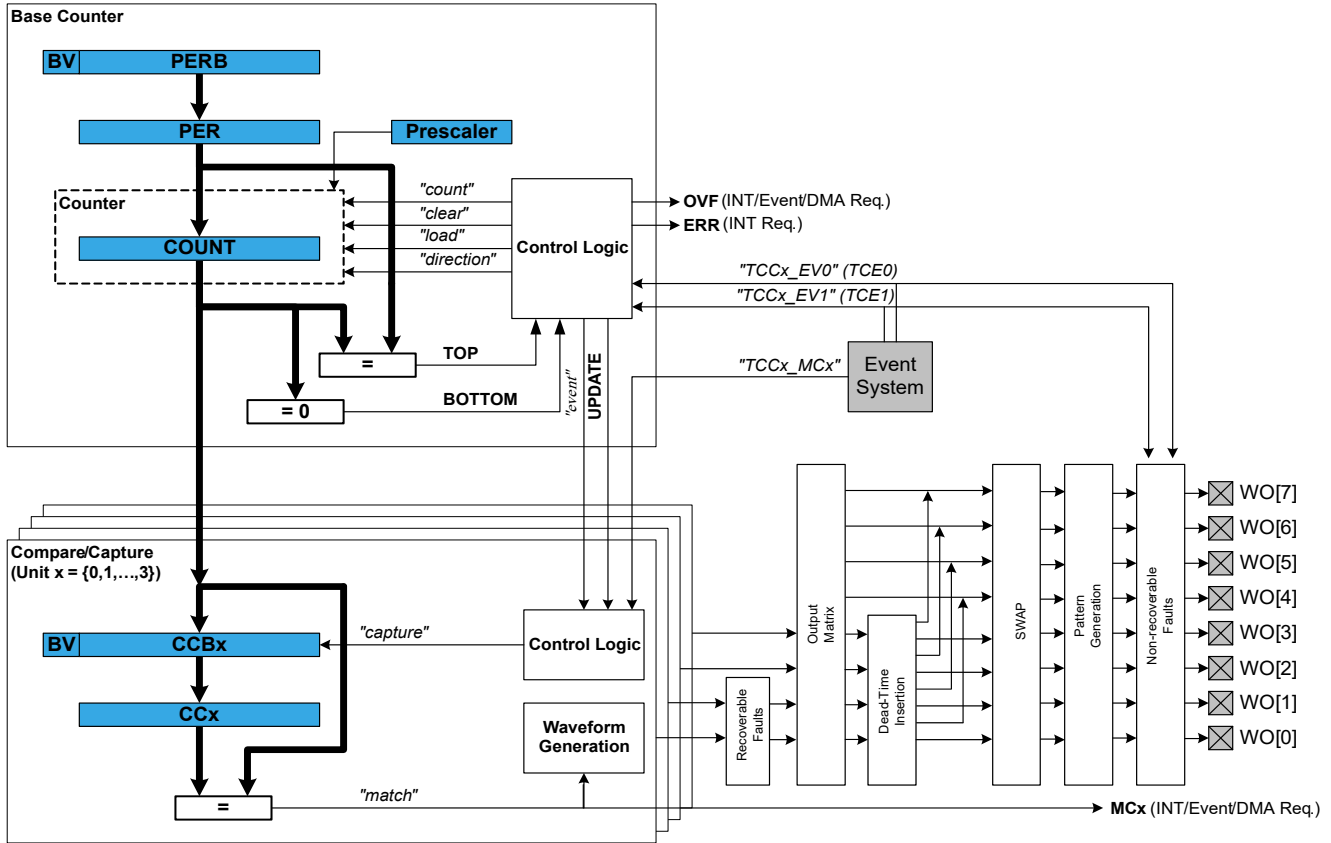 Base Counter
BV PERB
PER Prescaler
"count"
OVF (INT/Event/DMA Req.)
Counter
"clear"
ERR (INT Req.)
COUNT
"load"
Control Logic
"direction"
"TCCx_EV0" (TCE0)
"TCCx_EV1" (TCE1)
=
TOP
"TCCx_MCx"
Event
System
= 0
BOTTOM
"event"
UPDATE
Compare/Capture
(Unit x = {0,1,…,3})
BV CCBx
"capture"
Control Logic
CCx
Waveform
Generation
=
"match"
Recoverable
Faults
Output
Matrix
Dead-Time
Insertion
SWAP
Pattern
Generation
Non-recoverable
Faults
WO[7]
WO[6]
WO[5]
WO[4]
WO[3]
WO[2]
WO[1]
WO[0]
MCx (INT/Event/DMA Req.)